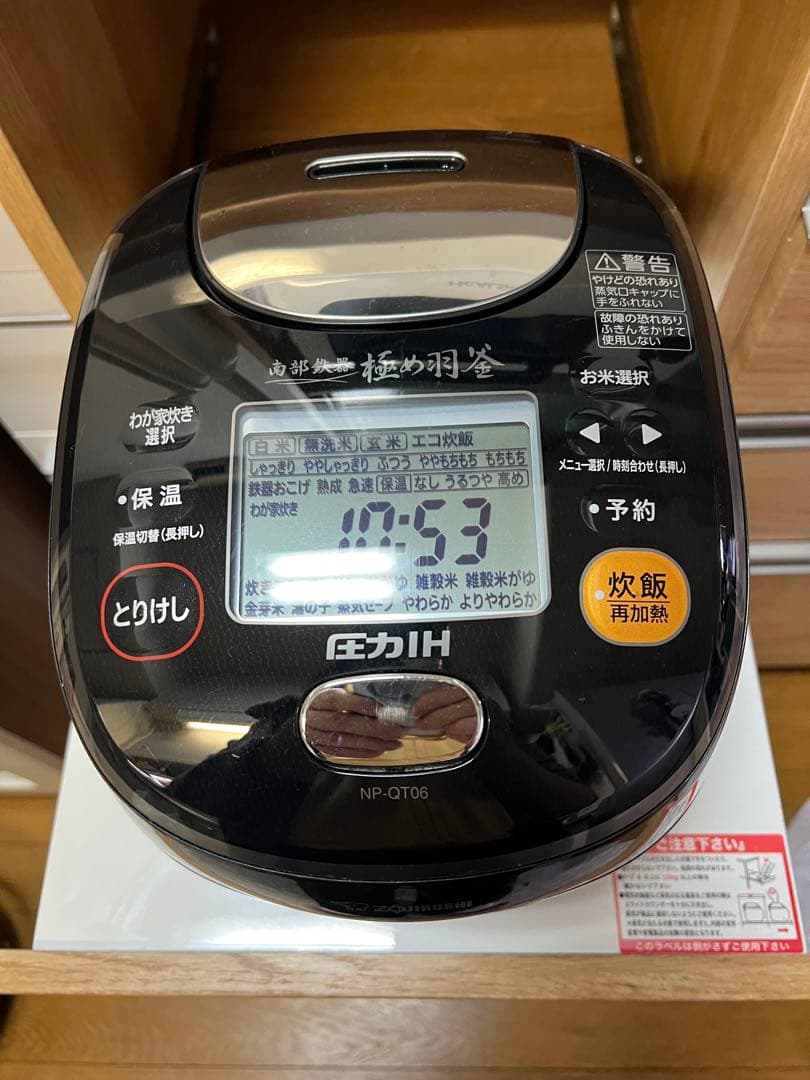 警告
やけどの恐れあり
蒸気口キャップに
手をふれない
故障の恐れあり
ふきんをかけて
使用しない
南部鉄器 極め羽釜
お米選択
わが家炊き
選択
メニュー選択/時刻合わせ(長押し)
保温
保温切替(長押し)
予約
とりけし
炊飯
再加熱
白米 無洗米 玄米 エコ炊飯
しゃっきり ややしゃっきり ふつう ややもちもち もちもち
鉄器おこげ 熟成 急速 保温 なし うるつや 高め
わが家炊き
10:53
雑穀米 雑穀米がゆ
金芽米 湯の子 蒸気セーブ やわらか よりやわらか
圧力IH
NP-QT06
ZOJIRUSHI
ご注意下さい』
このラベルは剥がさずご使用下さい